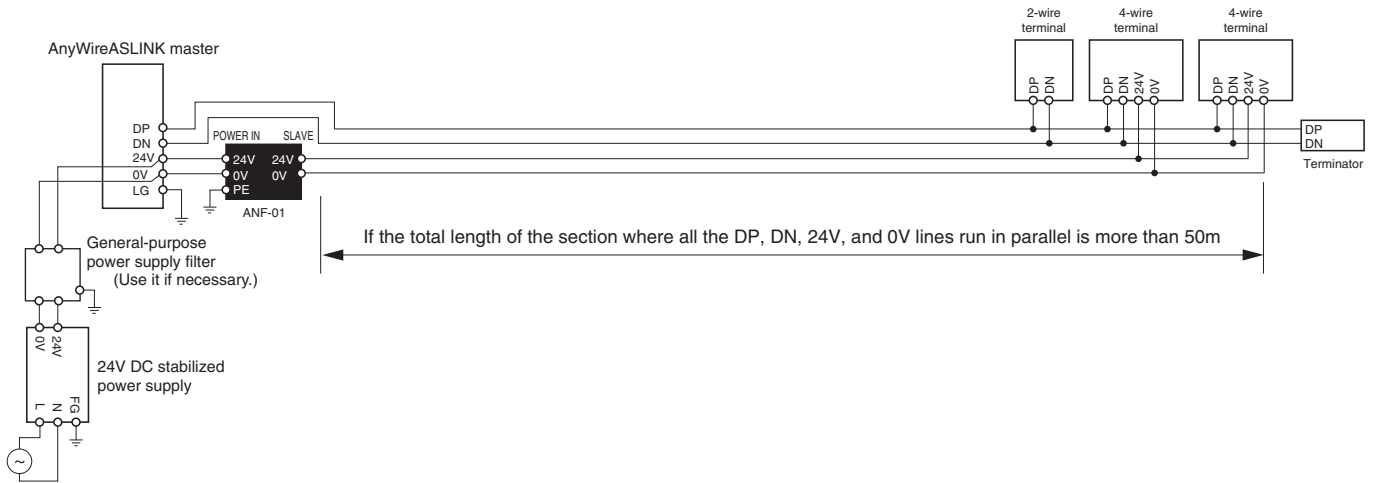 2-wire
terminal
4-wire
terminal
4-wire
terminal
AnyWireASLINK master
DP
DN
24V
0V
LG
POWER IN
SLAVE
24V
0V
PE
24V
0V
ANF-01
DP
DN
DP
DN
24V
0V
DP
DN
24V
0V
DP
DN
Terminator
If the total length of the section where all the DP, DN, 24V, and 0V lines run in parallel is more than 50m
General-purpose
power supply filter
(Use it if necessary.)
0V
24V
24V DC stabilized
power supply
L
N
FG
~